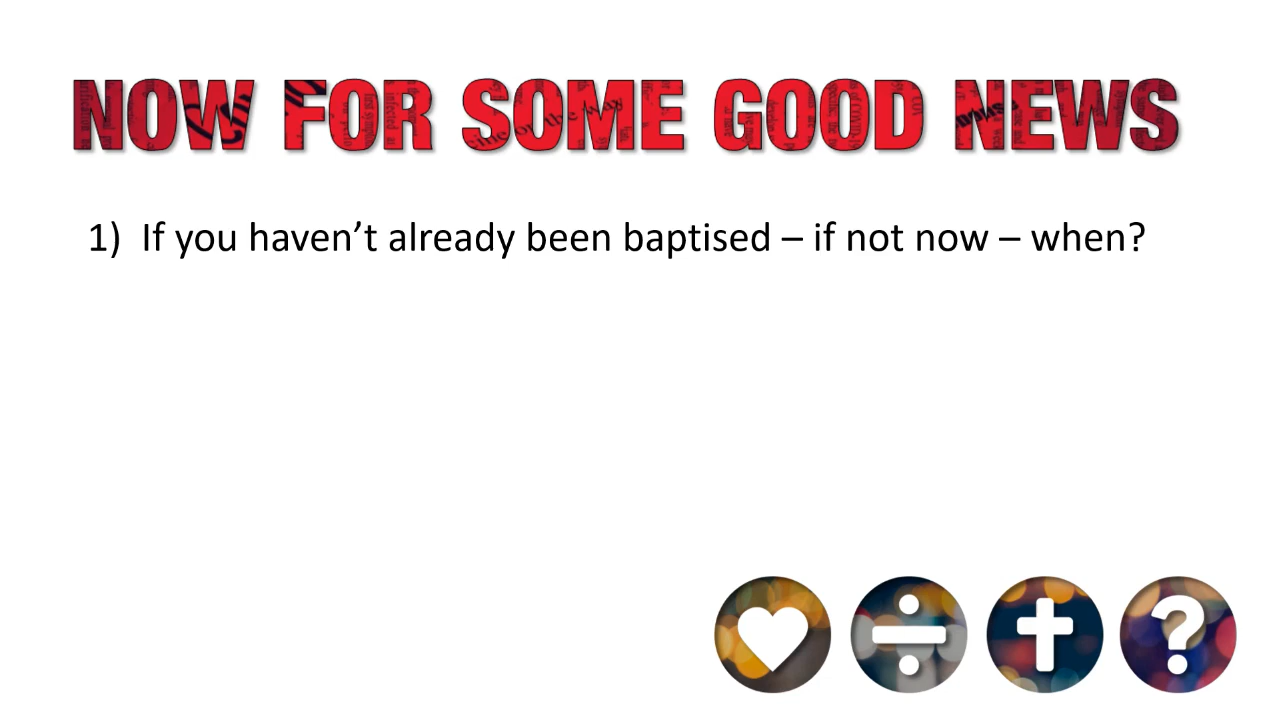 NOW FOR SOME GOOD NEWS
1) If you haven’t already been baptised – if not now – when?
?